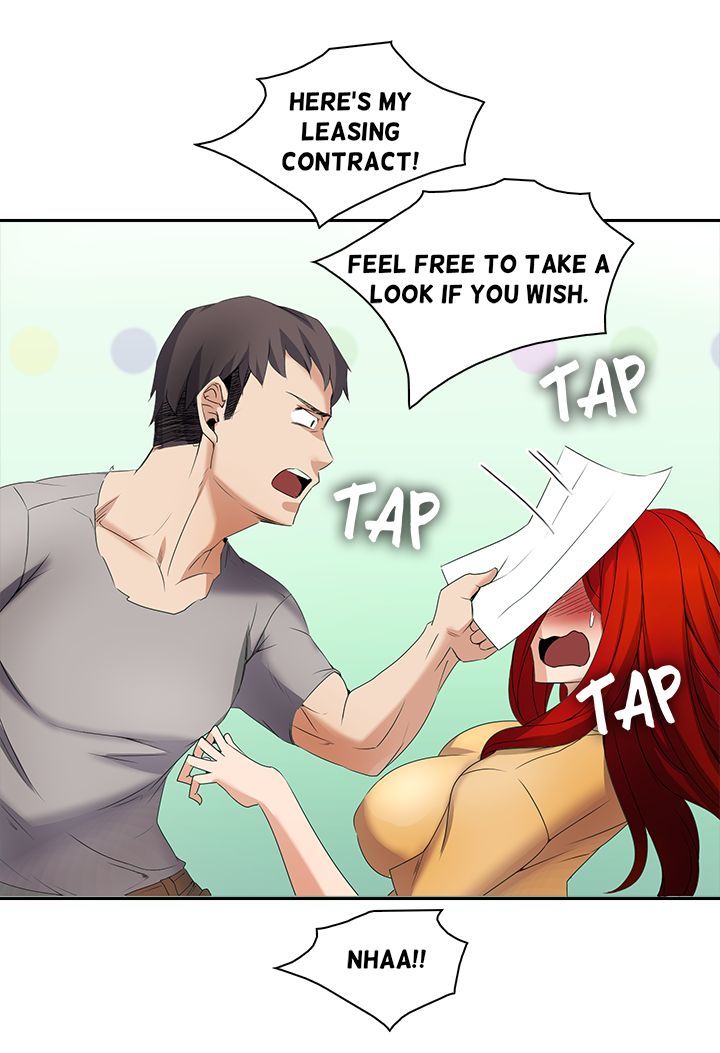 HERE'S MY
LEASING
CONTRACT!
FEEL FREE TO TAKE A
LOOK IF YOU WISH.
TAP
TAP
TAP
NHAA!!